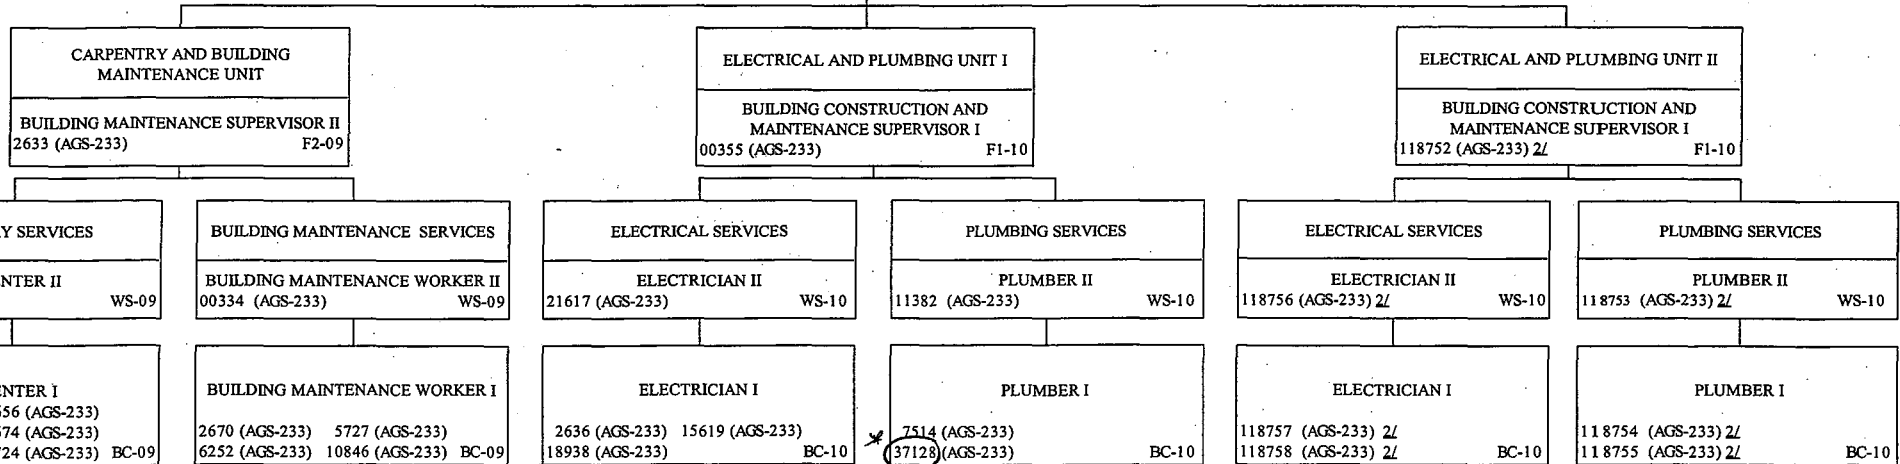 CARPENTRY AND BUILDING
MAINTENANCE UNIT
BUILDING MAINTENANCE SUPERVISOR II
2633 (AGS-233) F2-09
ELECTRICAL AND PLUMBING UNIT I
BUILDING CONSTRUCTION AND
MAINTENANCE SUPERVISOR I
00355 (AGS-233) F1-10
ELECTRICAL AND PLUMBING UNIT II
BUILDING CONSTRUCTION AND
MAINTENANCE SUPERVISOR I
118752 (AGS-233) 2/ F1-10
Y SERVICES
NTER II
WS-09
BUILDING MAINTENANCE SERVICES
BUILDING MAINTENANCE WORKER II
00334 (AGS-233) WS-09
ELECTRICAL SERVICES
ELECTRICIAN II
21617 (AGS-233) WS-10
PLUMBING SERVICES
PLUMBER II
11382 (AGS-233) WS-10
ELECTRICAL SERVICES
ELECTRICIAN II
118756 (AGS-233) 2/ WS-10
PLUMBING SERVICES
PLUMBER II
118753 (AGS-233) 2/ WS-10
ENTER I
56 (AGS-233)
574 (AGS-233)
724 (AGS-233) BC-09
BUILDING MAINTENANCE WORKER I
2670 (AGS-233) 5727 (AGS-233)
6252 (AGS-233) 10846 (AGS-233) BC-09
ELECTRICIAN I
2636 (AGS-233) 15619 (AGS-233)
18938 (AGS-233) BC-10
PLUMBER I
7514 (AGS-233)
37128 (AGS-233) BC-10
ELECTRICIAN I
118757 (AGS-233) 2/
118758 (AGS-233) 2/ BC-10
PLUMBER I
118754 (AGS-233) 2/
118755 (AGS-233) 2/ BC-10